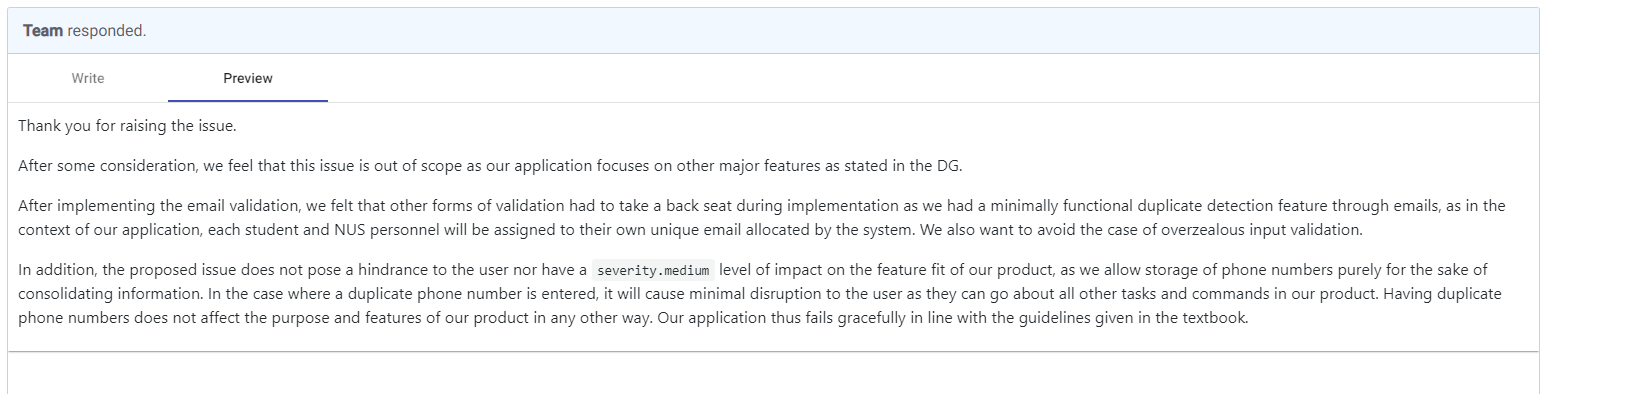 Team responded.
Write Preview
Thank you for raising the issue.
After some consideration, we feel that this issue is out of scope as our application focuses on other major features as stated in the DG.
After implementing the email validation, we felt that other forms of validation had to take a back seat during implementation as we had a minimally functional duplicate detection feature through emails, as in the
context of our application, each student and NUS personnel will be assigned to their own unique email allocated by the system. We also want to avoid the case of overzealous input validation.
In addition, the proposed issue does not pose a hindrance to the user nor have a severity.medium level of impact on the feature fit of our product, as we allow storage of phone numbers purely for the sake of
consolidating information. In the case where a duplicate phone number is entered, it will cause minimal disruption to the user as they can go about all other tasks and commands in our product. Having duplicate
phone numbers does not affect the purpose and features of our product in any other way. Our application thus fails gracefully in line with the guidelines given in the textbook.